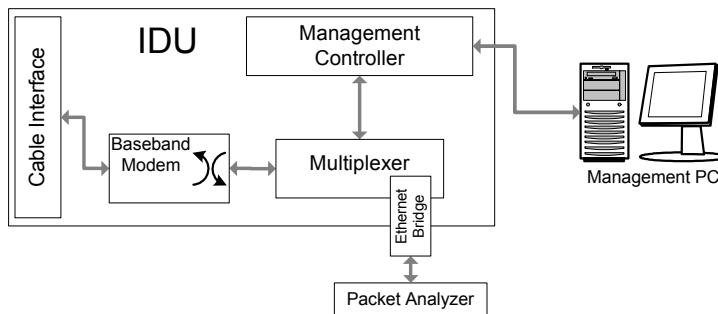 IDU
Management
Controller
Cable Interface
Baseband
Modem
Multiplexer
Ethernet
Bridge
Management PC
Packet Analyzer